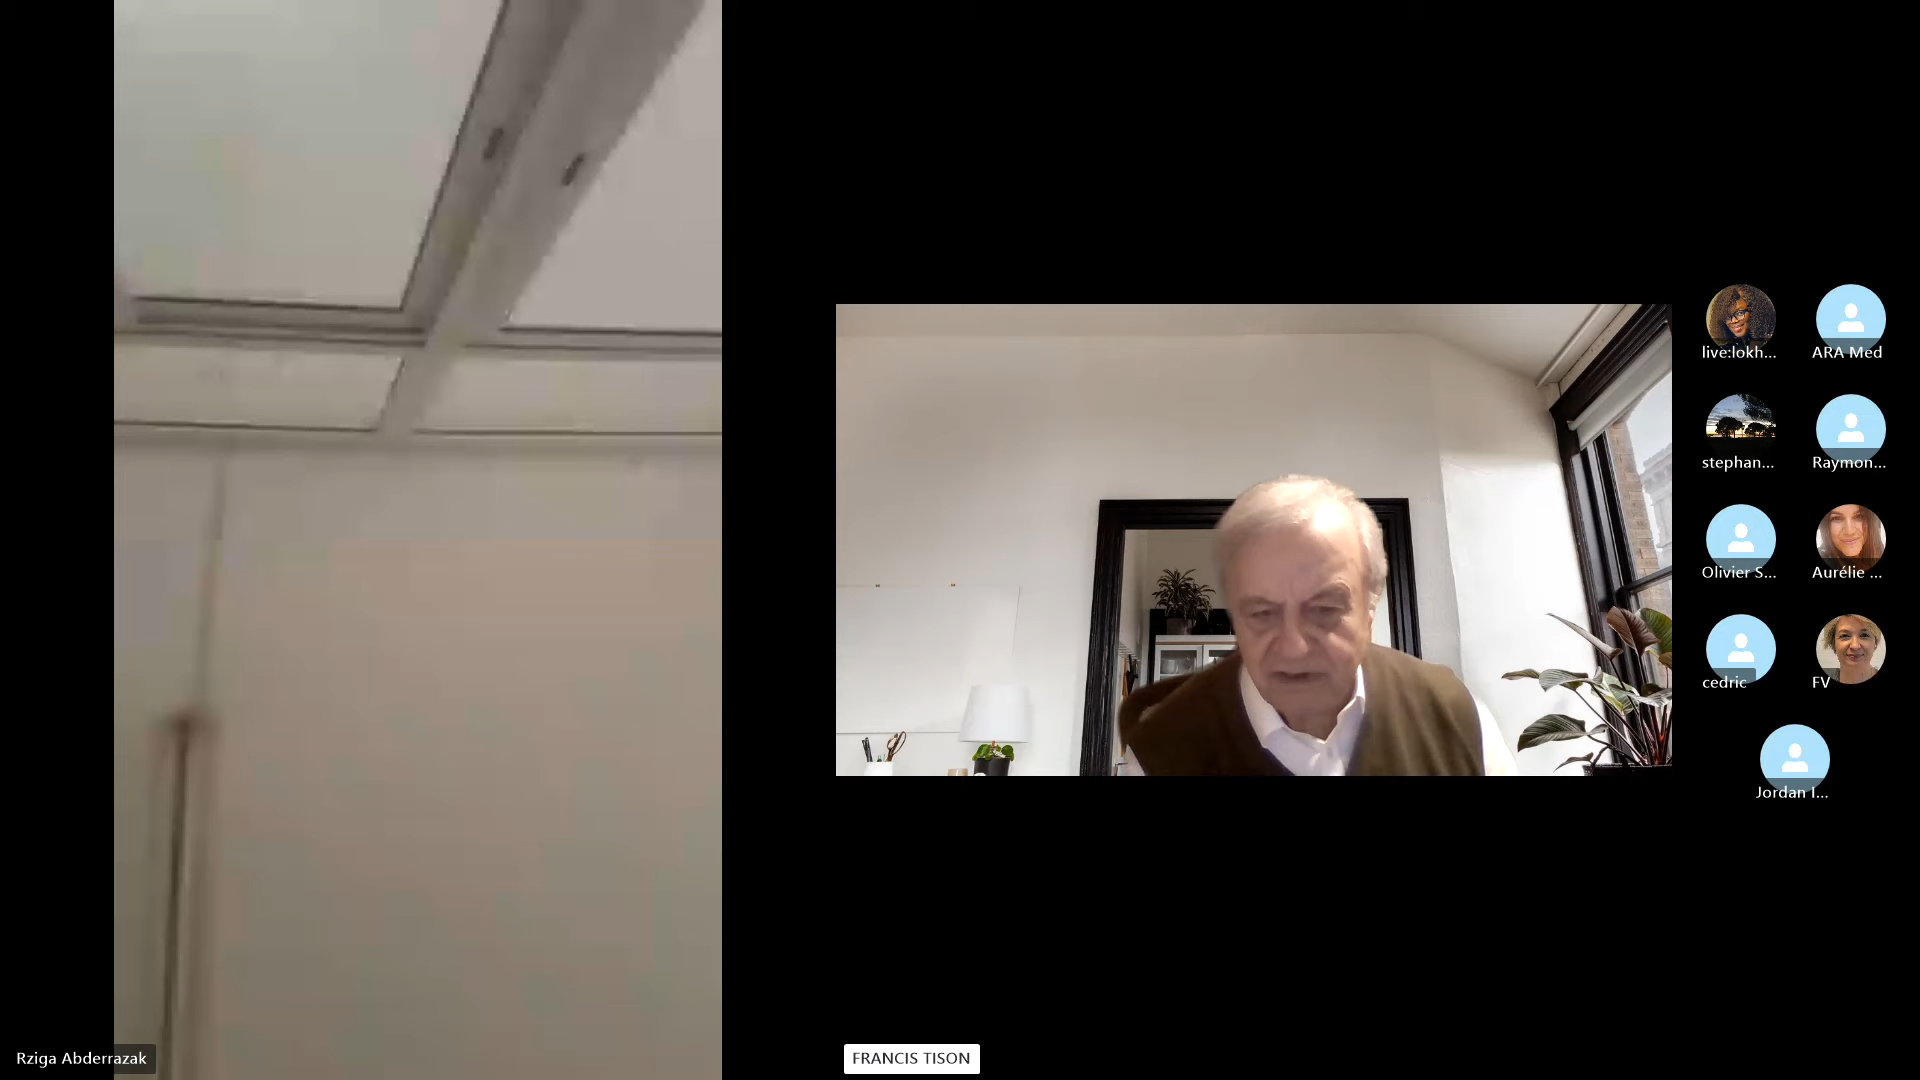 live:lokh...
ARA Med
stephan...
Raymon...
Olivier S...
Aurélie ...
cedric
FV
Jordan I...
Rziga Abderrazak
FRANCIS TISON